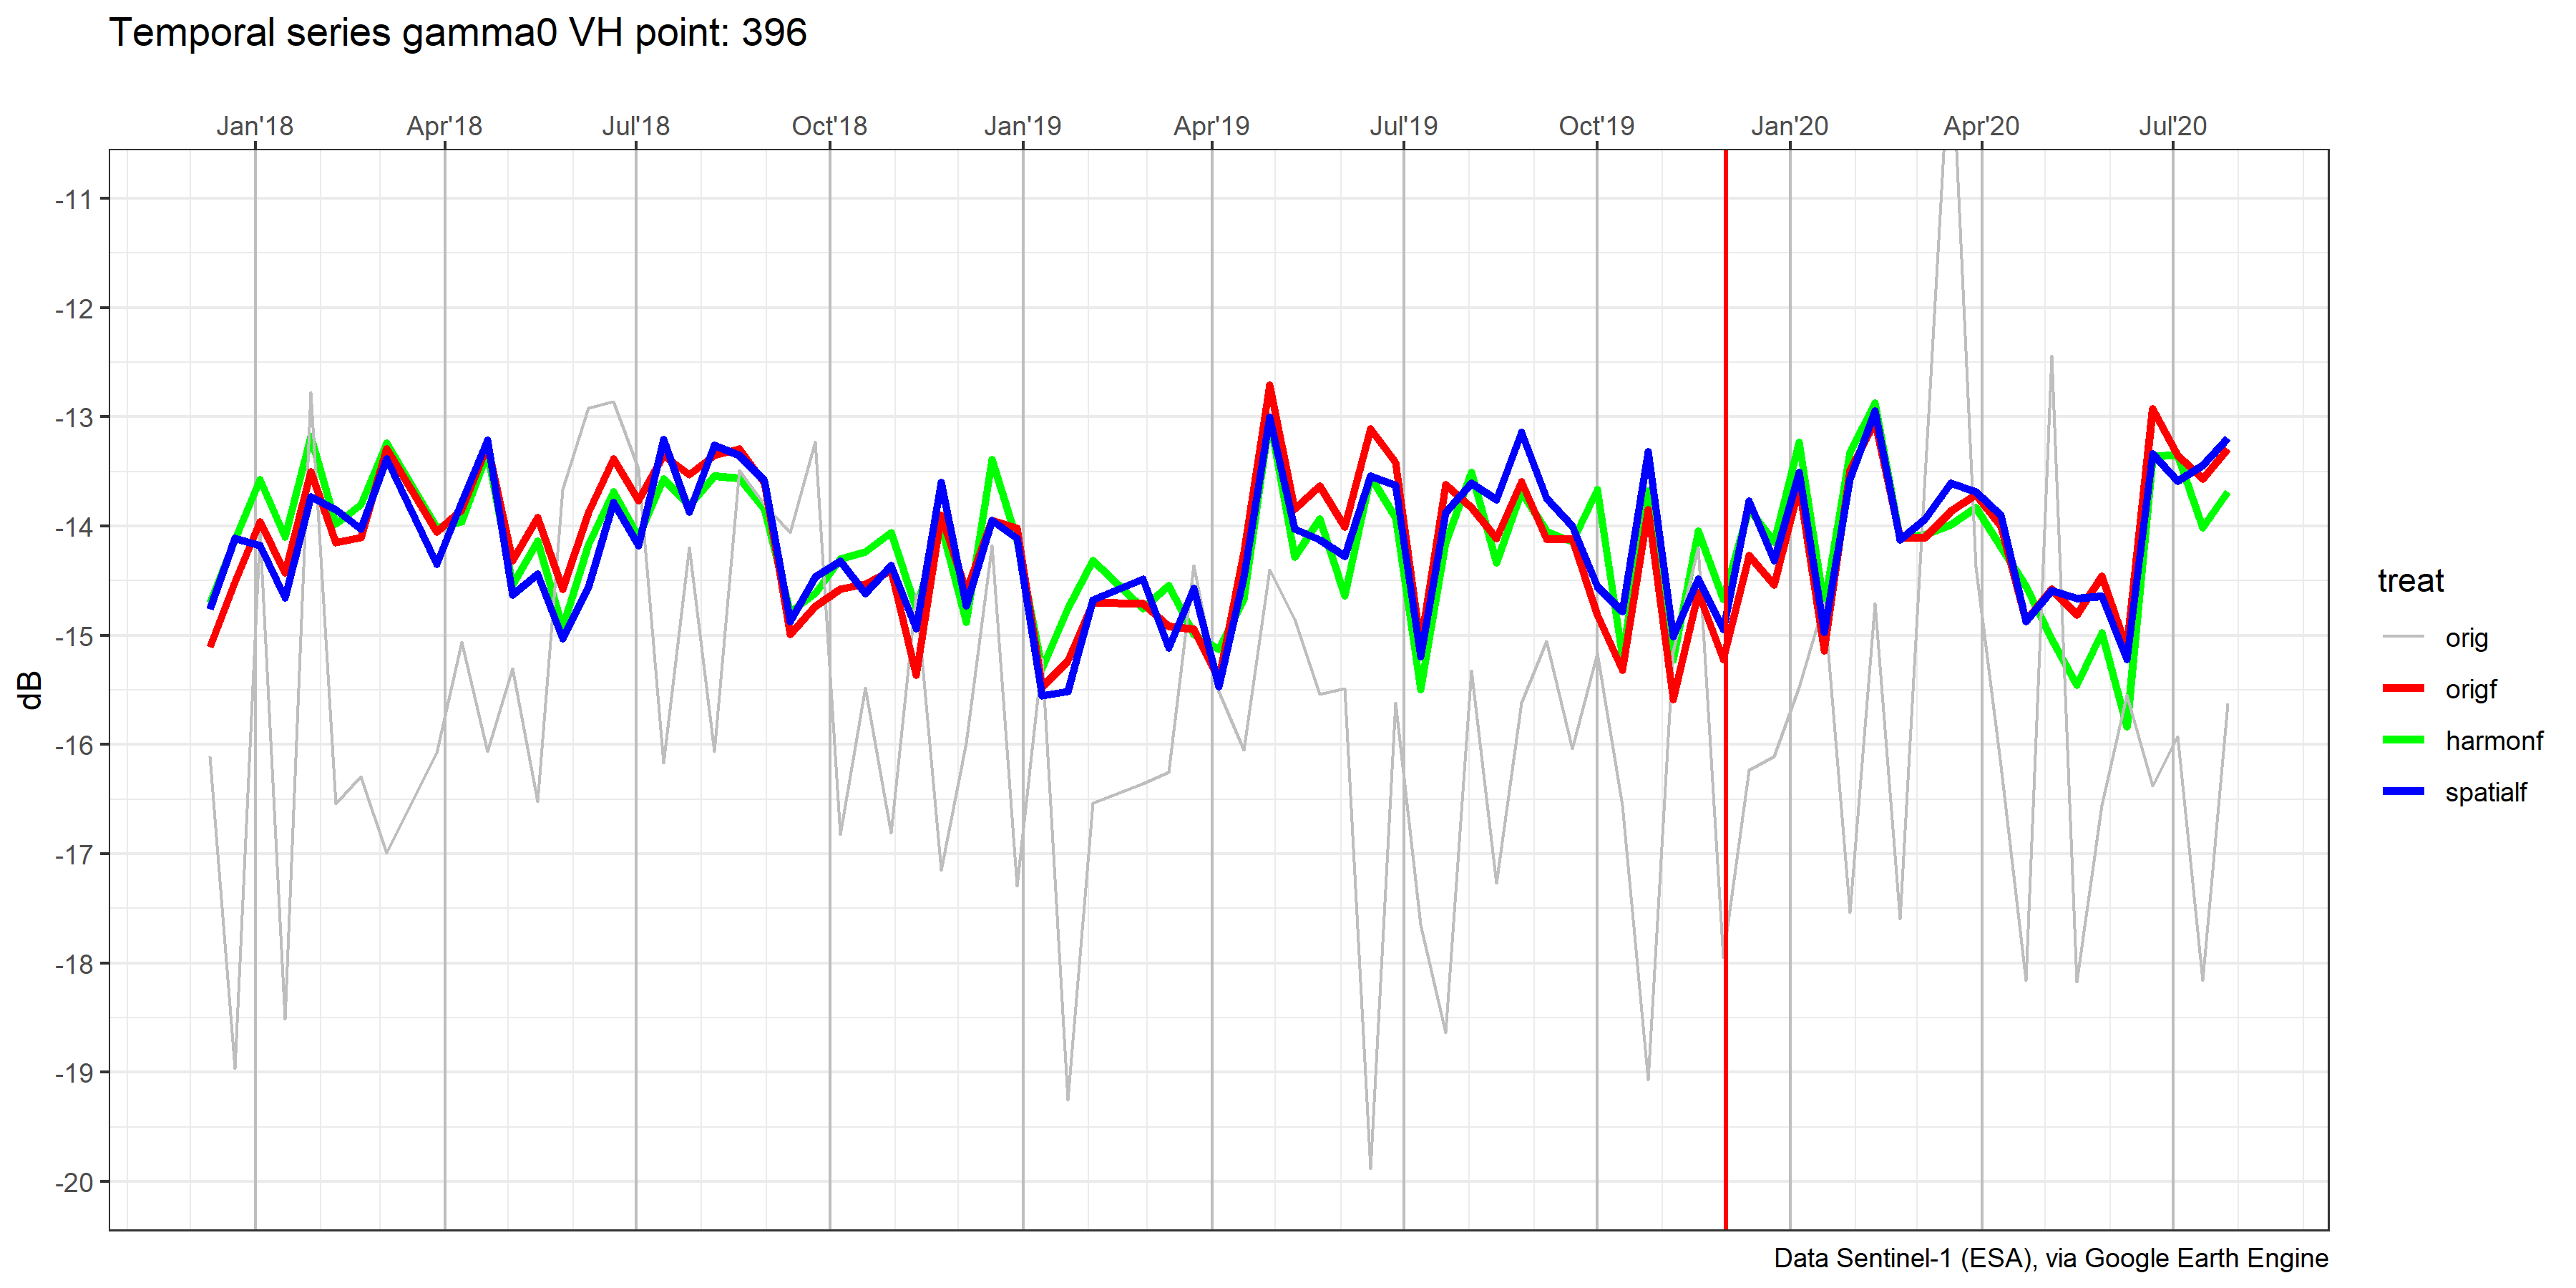 Temporal series gamma0 VH point: 396
Jan'18 Apr'18 Jul'18 Oct'18 Jan'19 Apr'19 Jul'19 Oct'19 Jan'20 Apr'20 Jul'20
-11
-12
-13
-14
-15
-16
-17
-18
-19
-20
dB
treat
orig
origf
harmonf
spatialf
Data Sentinel-1 (ESA), via Google Earth Engine